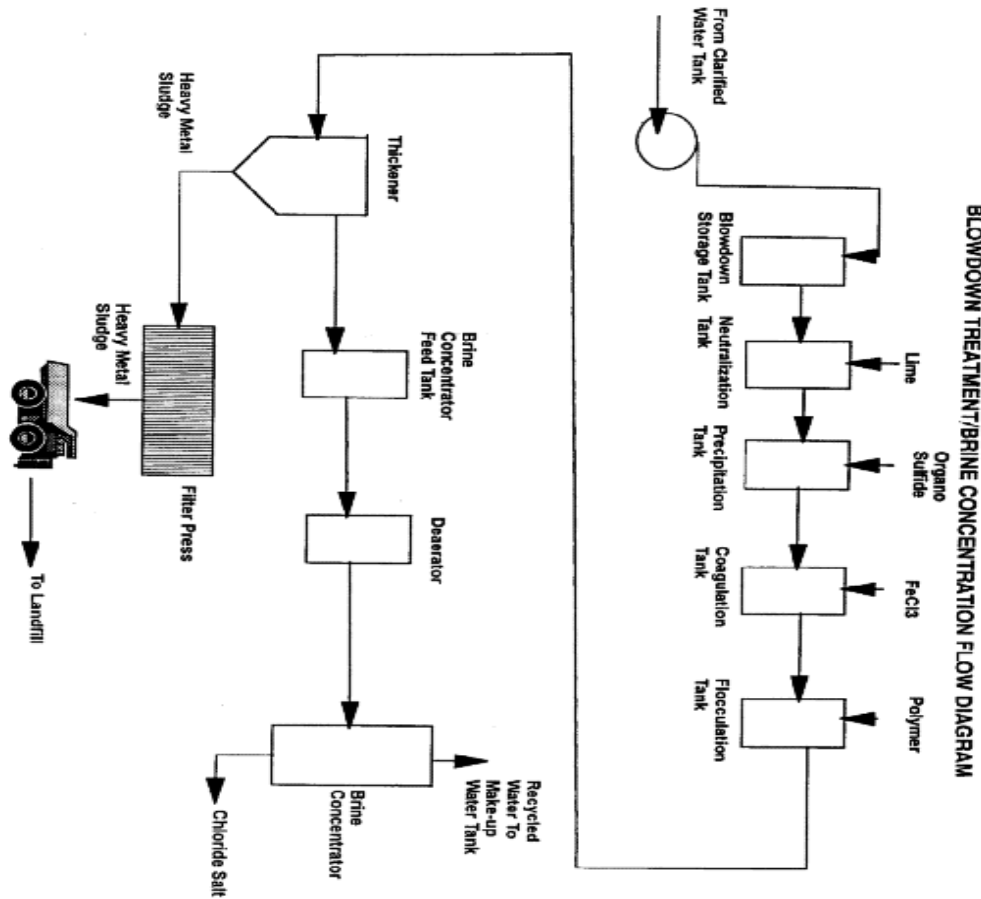 BLOWDOWN TREATMENT/BRINE CONCENTRATION FLOW DIAGRAM
From Clarified
Water Tank
Lime
Organo
Sulfide
FeCl3
Polymer
Blowdown
Storage Tank
Neutralization
Tank
Precipitation
Tank
Coagulation
Tank
Flocculation
Tank
Thickener
Brine
Concentrator
Feed Tank
Deaerator
Recycled
Water To
Make-up
Water Tank
Brine
Concentrator
Chloride Salt
Heavy Metal
Sludge
Heavy Metal
Sludge
Filter Press
To Landfill